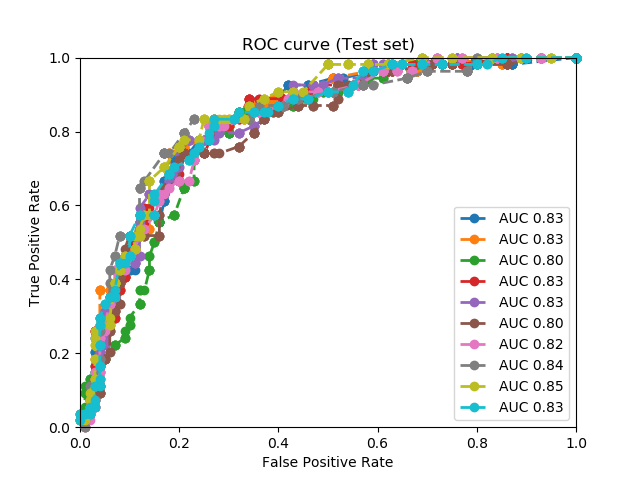 ROC curve (Test set)
True Positive Rate
1.0
0.8
0.6
0.4
0.2
0.0
AUC 0.83
AUC 0.83
AUC 0.80
AUC 0.83
AUC 0.83
AUC 0.80
AUC 0.82
AUC 0.84
AUC 0.85
AUC 0.83
0.0 0.2 0.4 0.6 0.8 1.0
False Positive Rate